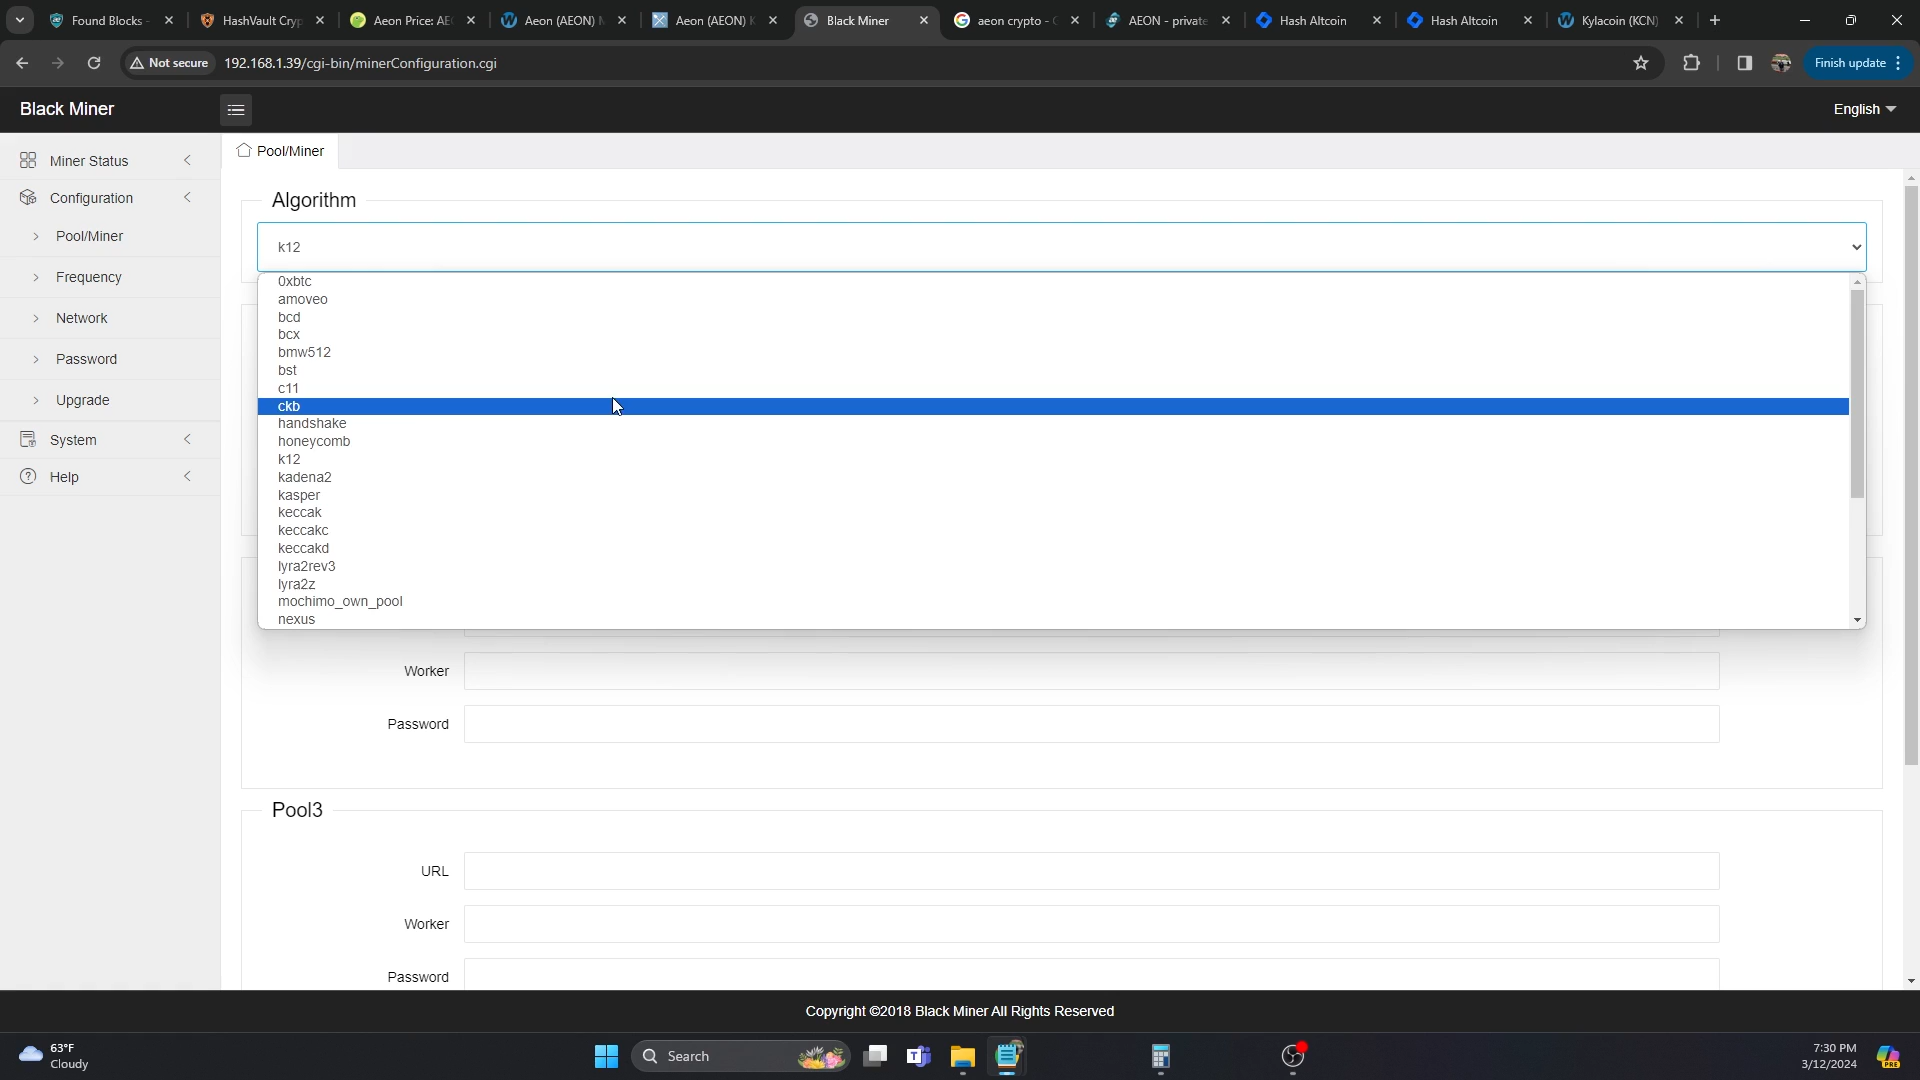 Found Blocks -
HashVault Cryp
Aeon Price: AE
Aeon (AEON) M
Aeon (AEON) K
Black Miner
aeon crypto - G
AEON - private
Hash Altcoin
Hash Altcoin
Kylacoin (KCN)
Not secure
192.168.1.39/cgi-bin/minerConfiguration.cgi
Finish update
Black Miner
English
Miner Status
Configuration
Pool/Miner
Frequency
Network
Password
Upgrade
System
Help
Pool/Miner
Algorithm
k12
0xbtc
amoveo
bcd
bcx
bmw512
bst
c11
ckb
handshake
honeycomb
k12
kadena2
kasper
keccak
keccakc
keccakd
lyra2rev3
lyra2z
mochimo_own_pool
nexus
Worker
Password
Pool3
URL
Worker
Password
Copyright ©2018 Black Miner All Rights Reserved
63°F
Cloudy
Search
7:30 PM
3/12/2024
PRE